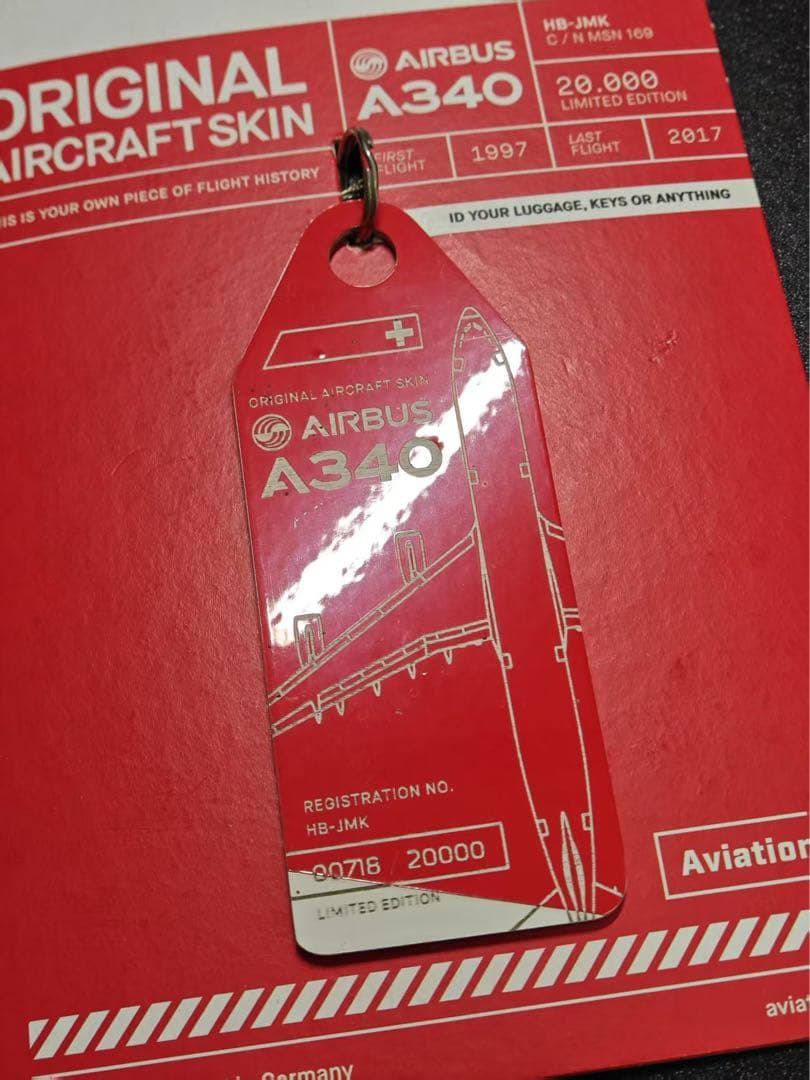 ORIGINAL
AIRCRAFT SKIN
THIS IS YOUR OWN PIECE OF FLIGHT HISTORY
AIRBUS
A340
HB-JMK
C / N MSN 169
20.000
LIMITED EDITION
FIRST
FLIGHT
1997
LAST
FLIGHT
2017
ID YOUR LUGGAGE, KEYS OR ANYTHING
ORIGINAL AIRCRAFT SKIN
AIRBUS
A340
REGISTRATION NO.
HB-JMK
00718 / 20000
LIMITED EDITION
Aviation
aviat
Germany